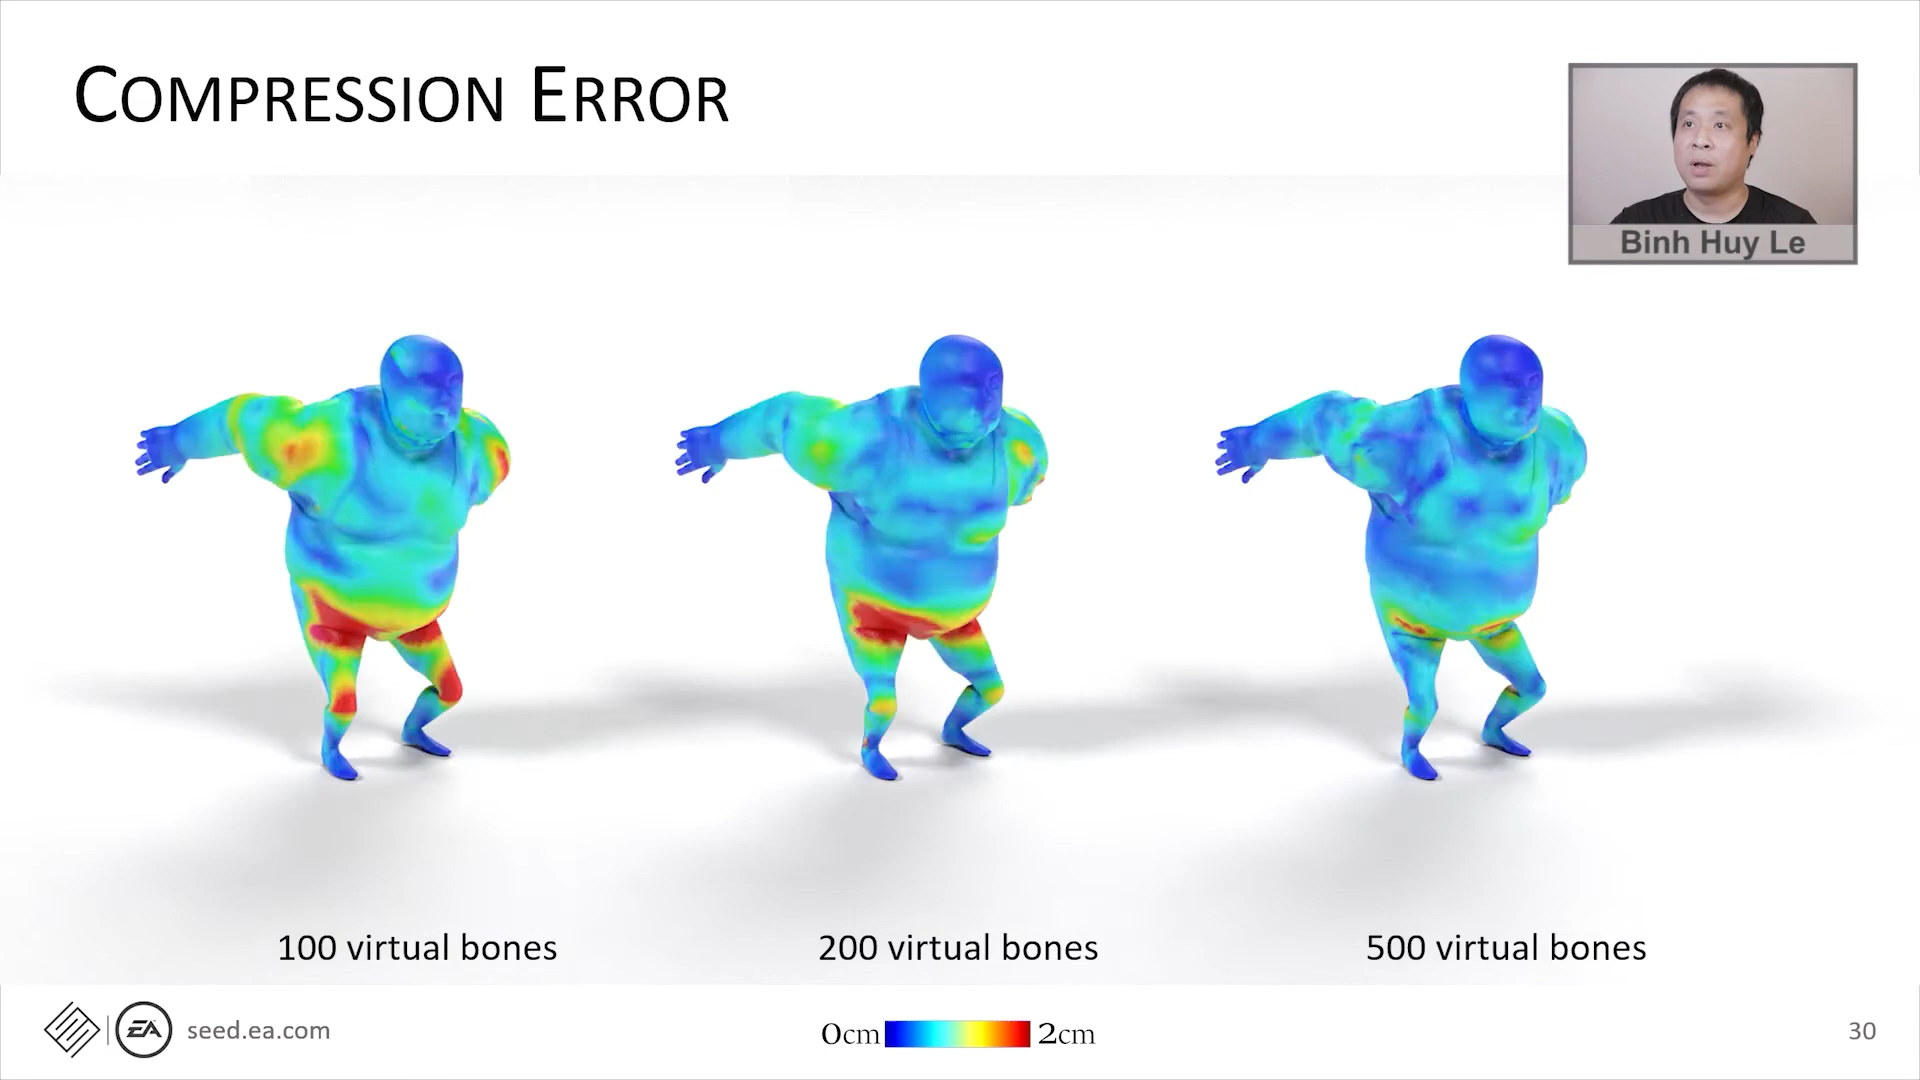 COMPRESSION ERROR
Binh Huy Le
100 virtual bones
200 virtual bones
500 virtual bones
EA
seed.ea.com
0cm
2cm
30